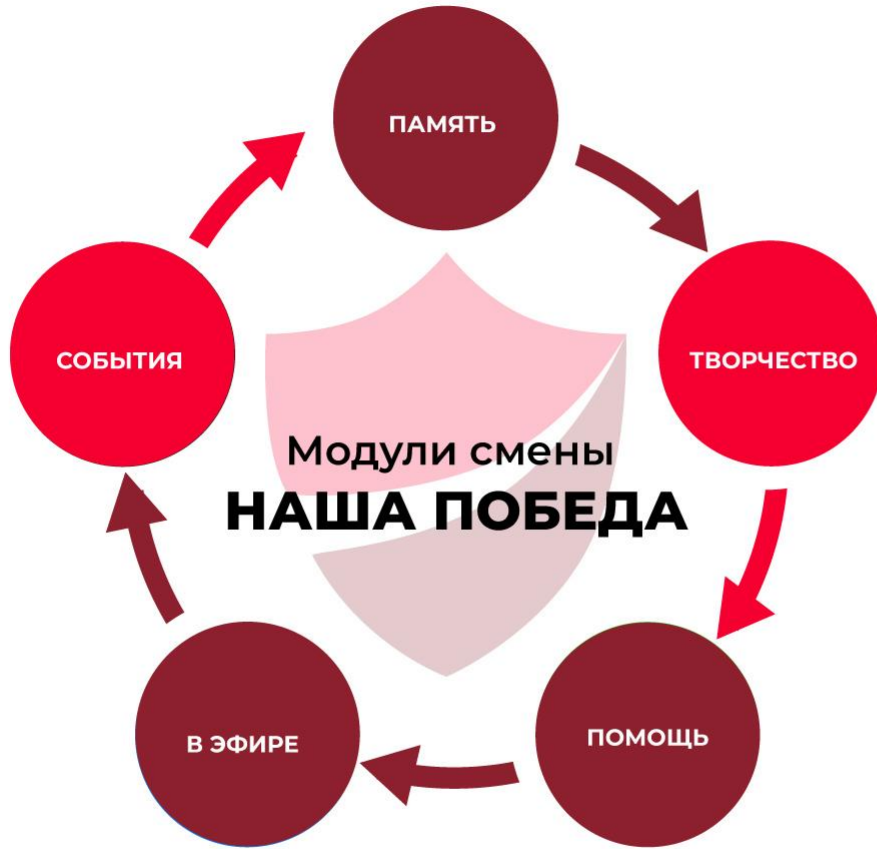 ПАМЯТЬ
СОБЫТИЯ
ТВОРЧЕСТВО
Модули смены
НАША ПОБЕДА
В ЭФИРЕ
ПОМОЩЬ